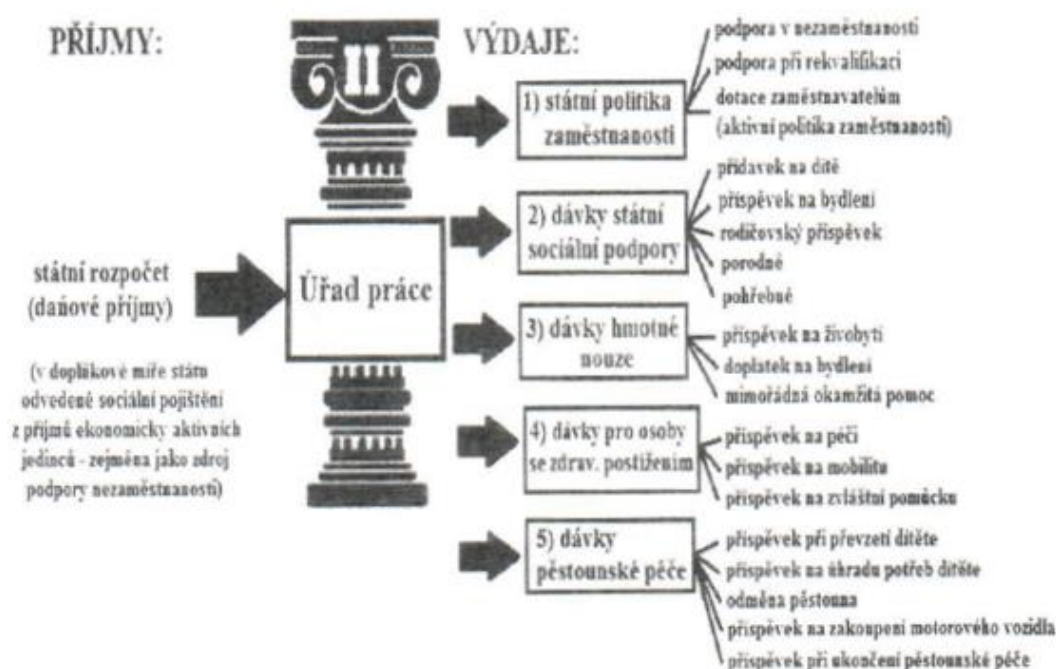 PŘÍJMY:
II
VÝDAJE:
státní rozpočet
(daňové příjmy)
(v doplňkové míře státu
odvedené sociální pojištění
z příjmů ekonomicky aktivních
jedinců - zejména jako zdroj
podpory nezaměstnanosti)
Úřad práce
1) státní politika
zaměstnanosti
podpora v nezaměstnanosti
podpora při rekvalifikaci
dotace zaměstnavatelům
(aktivní politika zaměstnanosti)
2) dávky státní
sociální podpory
přídavek na dítě
příspěvek na bydlení
rodičovský příspěvek
porodné
pohřebné
3) dávky hmotné
nouze
příspěvek na živobytí
doplatek na bydlení
mimořádná okamžitá pomoc
4) dávky pro osoby
se zdrav. postižením
příspěvek na péči
příspěvek na mobilitu
příspěvek na zvláštní pomůcku
5) dávky
pěstounské péče
příspěvek při převzetí dítěte
příspěvek na úhradu potřeb dítěte
odměna pěstouna
příspěvek na zakoupení motorového vozidla
příspěvek při ukončení pěstounské péče